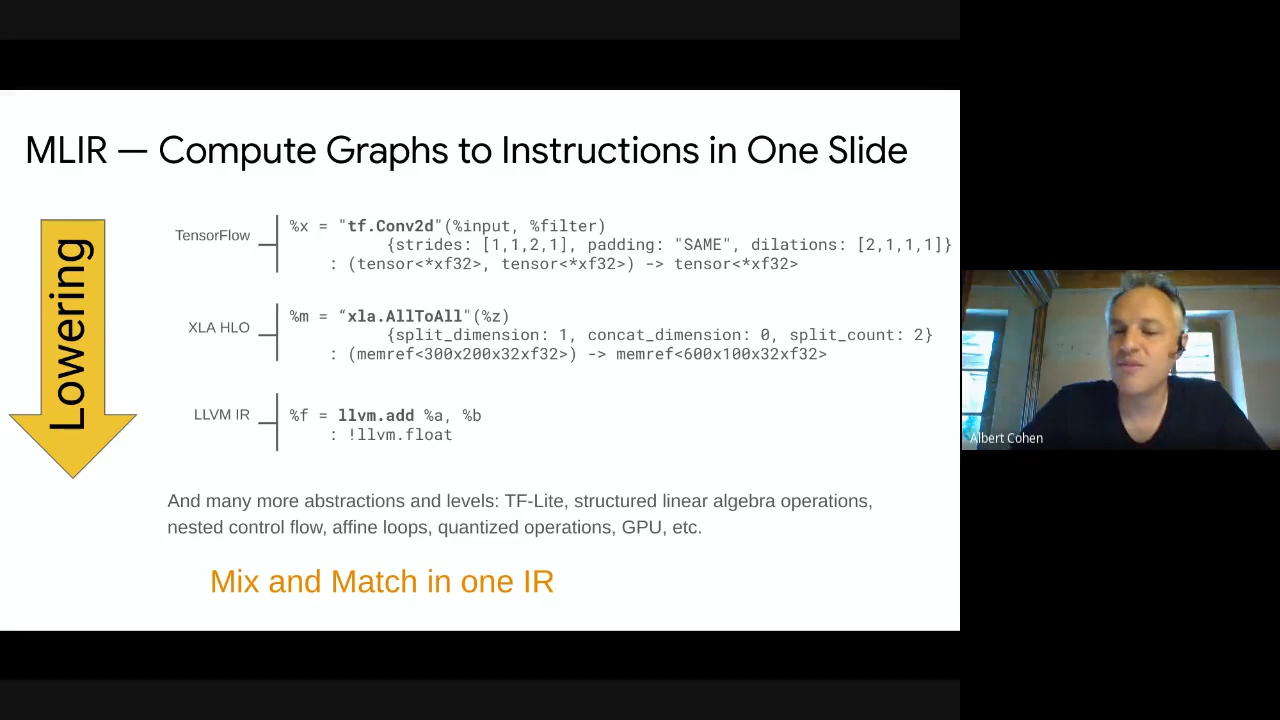 MLIR — Compute Graphs to Instructions in One Slide
Lowering
TensorFlow
%x = "tf.Conv2d"(%input, %filter)
{strides: [1,1,2,1], padding: "SAME", dilations: [2,1,1,1]}
: (tensor<*xf32>, tensor<*xf32>) -> tensor<*xf32>
XLA HLO
%m = “xla.AllToAll"(%z)
{split_dimension: 1, concat_dimension: 0, split_count: 2}
: (memref<300x200x32xf32>) -> memref<600x100x32xf32>
LLVM IR
%f = llvm.add %a, %b
: !llvm.float
And many more abstractions and levels: TF-Lite, structured linear algebra operations,
nested control flow, affine loops, quantized operations, GPU, etc.
Mix and Match in one IR
Albert Cohen